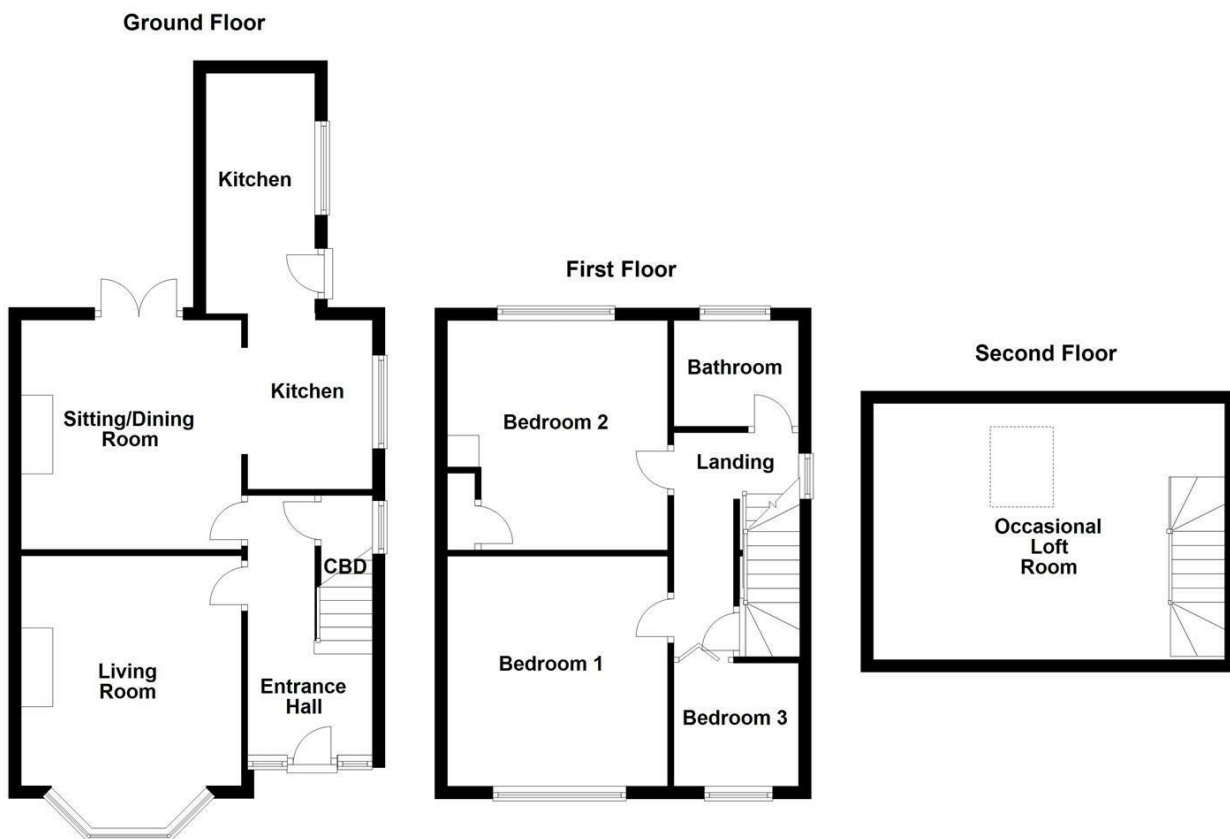 Ground Floor
Kitchen
Kitchen
Sitting/Dining
Room
CBD
Living
Room
Entrance
Hall
First Floor
Bathroom
Bedroom 2
Landing
Bedroom 1
Bedroom 3
Second Floor
Occasional
Loft
Room